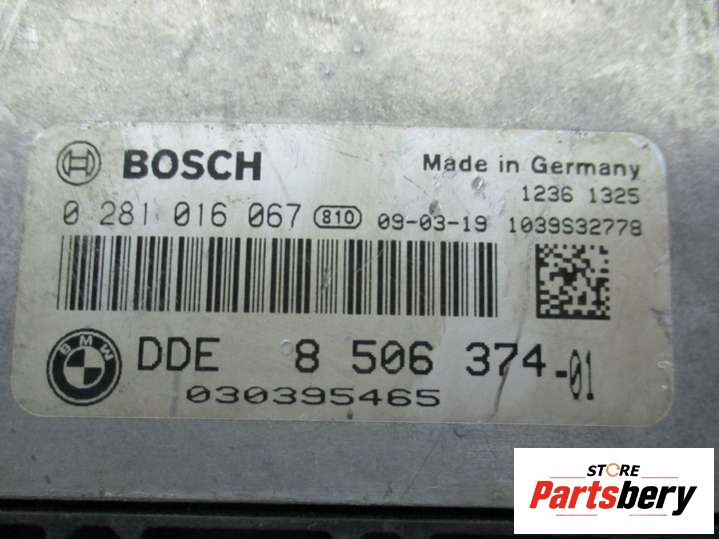 BOSCH
Made in Germany
1236 1325
0 281 016 067 810 09-03-19 1039S32778
BMW
DDE 8 506 374-01
030395465
STORE
Partsbery